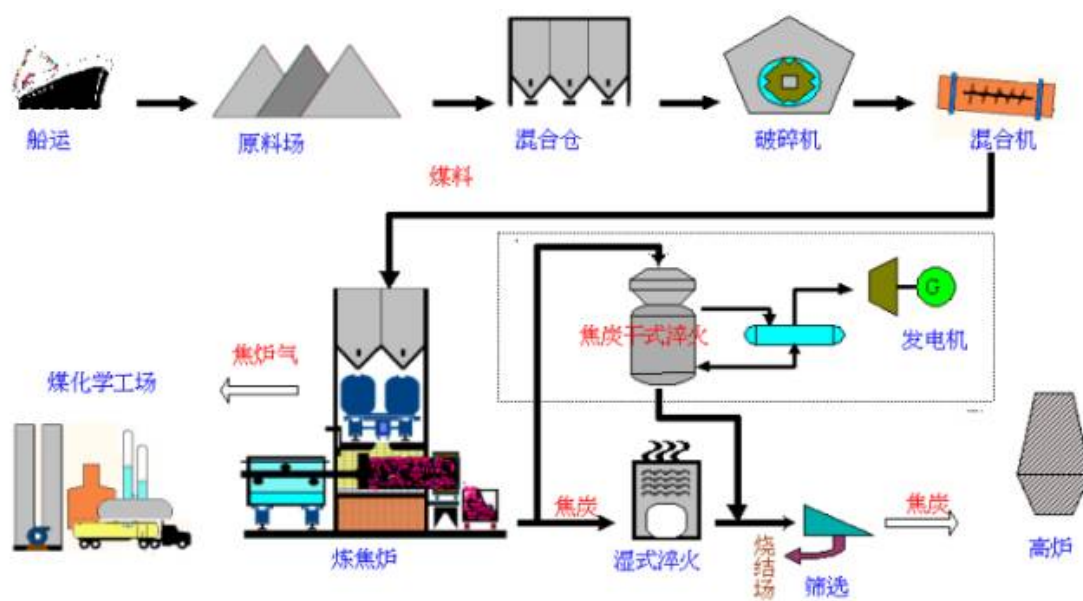 船运
原料场
混合仓
破碎机
混合机
煤料
焦炭干式淬火
G
发电机
焦炉气
煤化学工场
焦炭
焦炭
炼焦炉
湿式淬火
烧结场
筛选
高炉